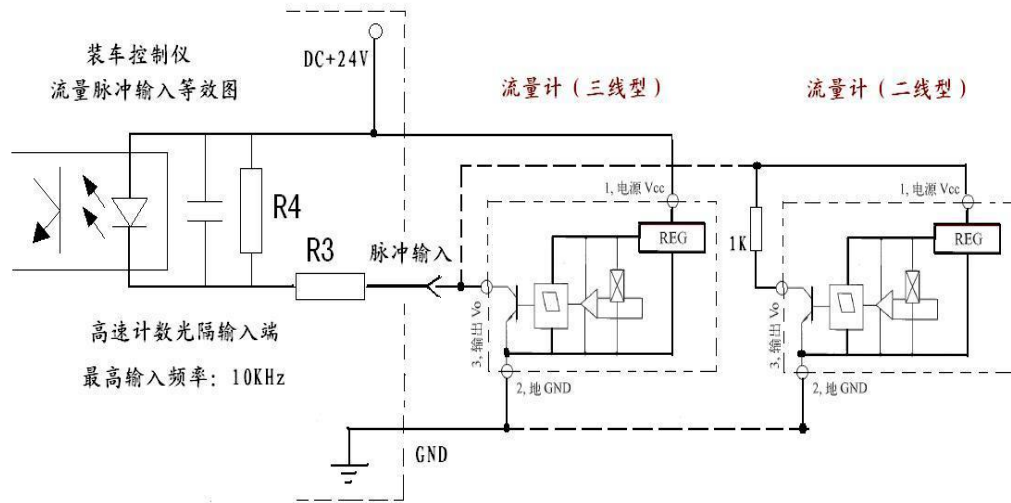 装车控制仪
流量脉冲输入等效图
DC+24V
流量计（三线型）
流量计（二线型）
1, 电源 Vcc
1, 电源 Vcc
REG
REG
R4
R3
脉冲输入
1K
3, 输出 Vo
3, 输出 Vo
2, 地 GND
2, 地 GND
高速计数光隔输入端
最高输入频率：10KHz
GND